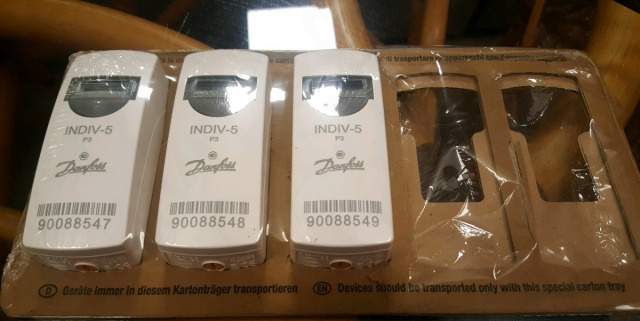 INDIV-5
P3
Danfoss
90088547
INDIV-5
P3
Danfoss
90088548
INDIV-5
P3
Danfoss
90088549
D Geräte immer in diesem Kartonträger transportieren
EN Devices should be transported only with this special carton tray